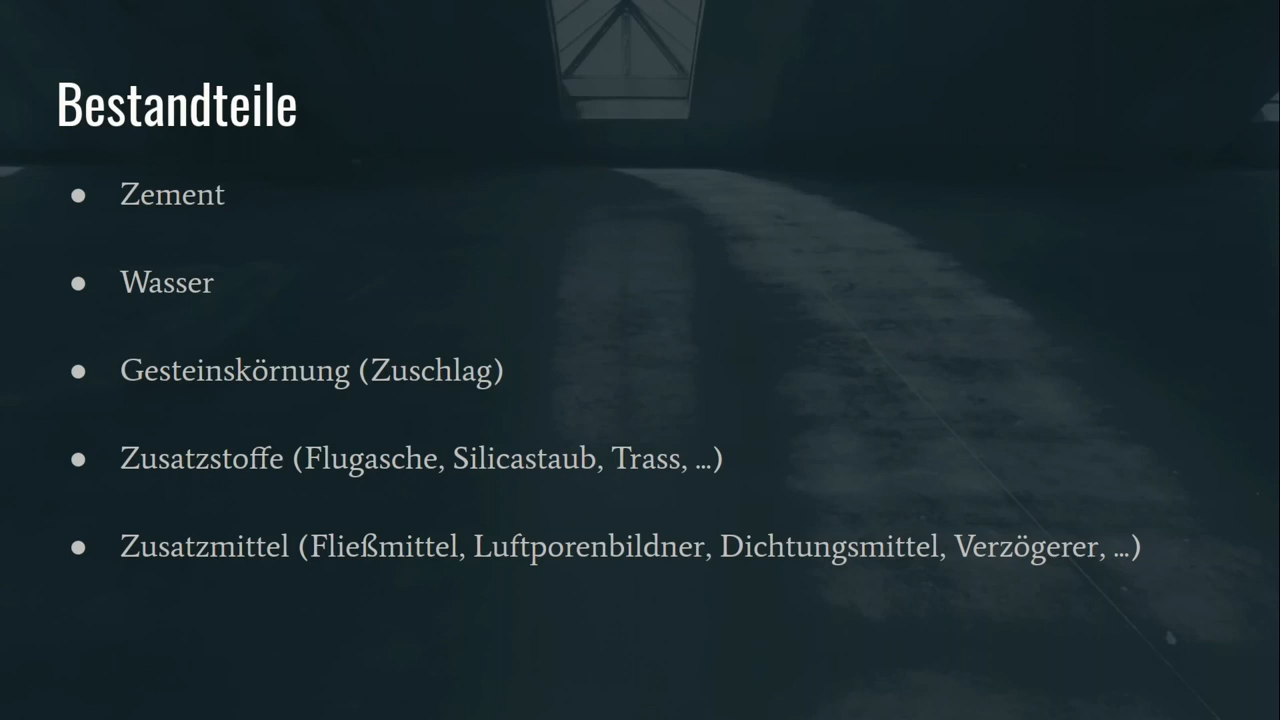 Bestandteile
● Zement
● Wasser
● Gesteinskörnung (Zuschlag)
● Zusatzstoffe (Flugasche, Silicastaub, Trass, ...)
● Zusatzmittel (Fließmittel, Luftporenbildner, Dichtungsmittel, Verzögerer, ...)